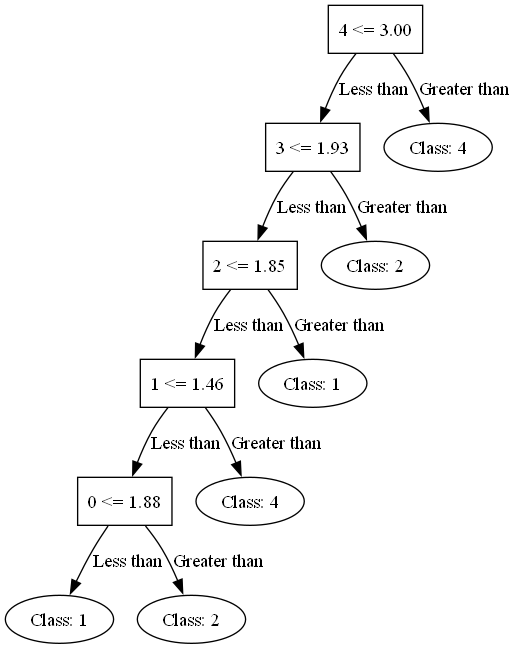 4 <= 3.00
Less than
Greater than
3 <= 1.93
Class: 4
Less than
Greater than
2 <= 1.85
Class: 2
Less than
Greater than
1 <= 1.46
Class: 1
Less than
Greater than
0 <= 1.88
Class: 4
Less than
Greater than
Class: 1
Class: 2